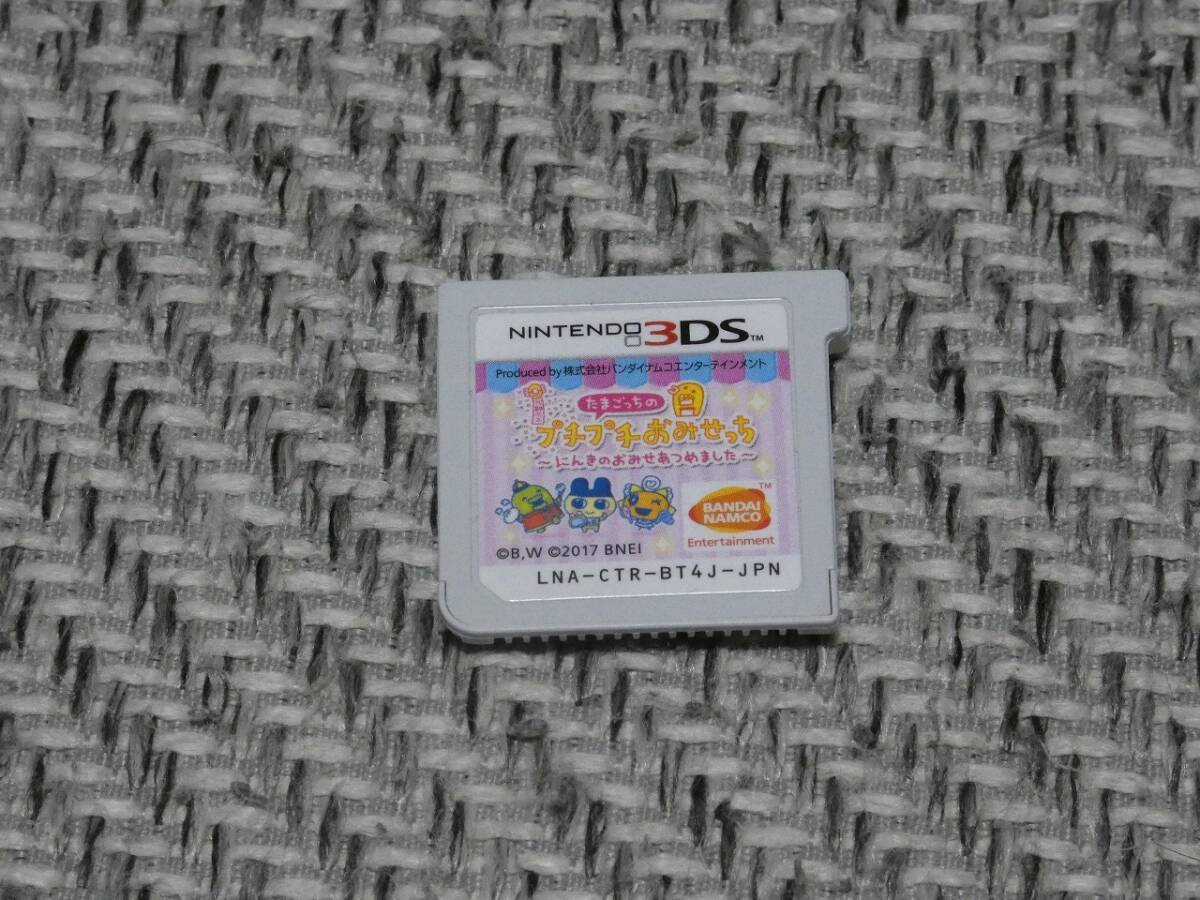 NINTENDO 3DS™
Produced by 株式会社バンダイナムコエンターテインメント
たまごっちの
プチプチおみせっち
～にんきのおみせあつめました～
BANDAI
NAMCO
™
Entertainment
©B,W ©2017 BNEI
LNA-CTR-BT4J-JPN